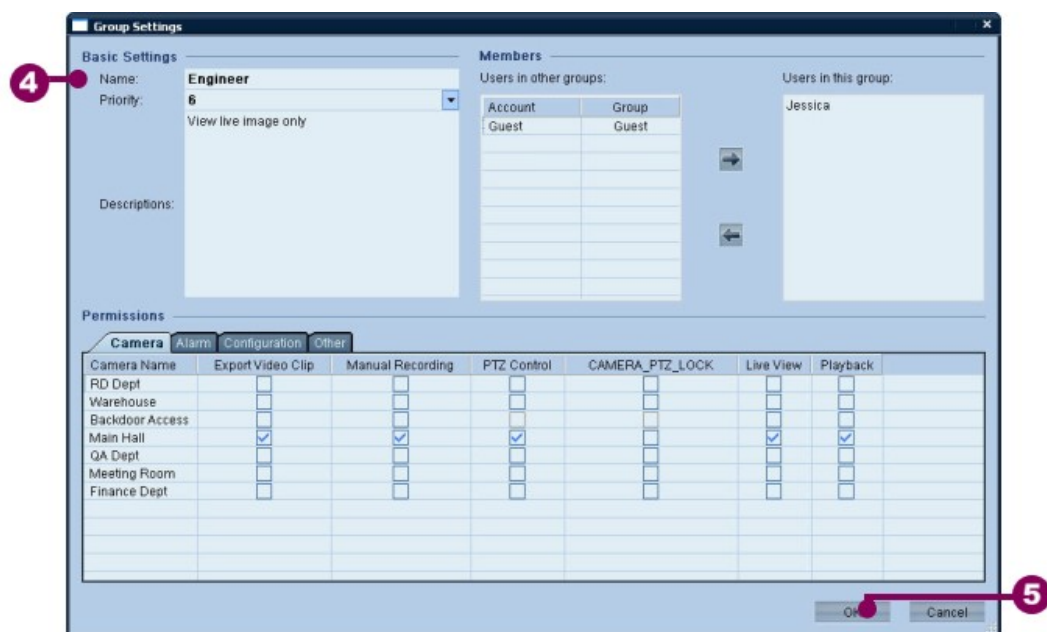 Group Settings
Basic Settings
4
Name: Engineer
Priority: 6
View live image only
Descriptions:
Members
Users in other groups:
Account Group
Guest Guest
Users in this group:
Jessica
Permissions
Camera Alarm Configuration Other
Camera Name Export Video Clip Manual Recording PTZ Control CAMERA_PTZ_LOCK Live View Playback
RD Dept
Warehouse
Backdoor Access
Main Hall
QA Dept
Meeting Room
Finance Dept
OK Cancel
5